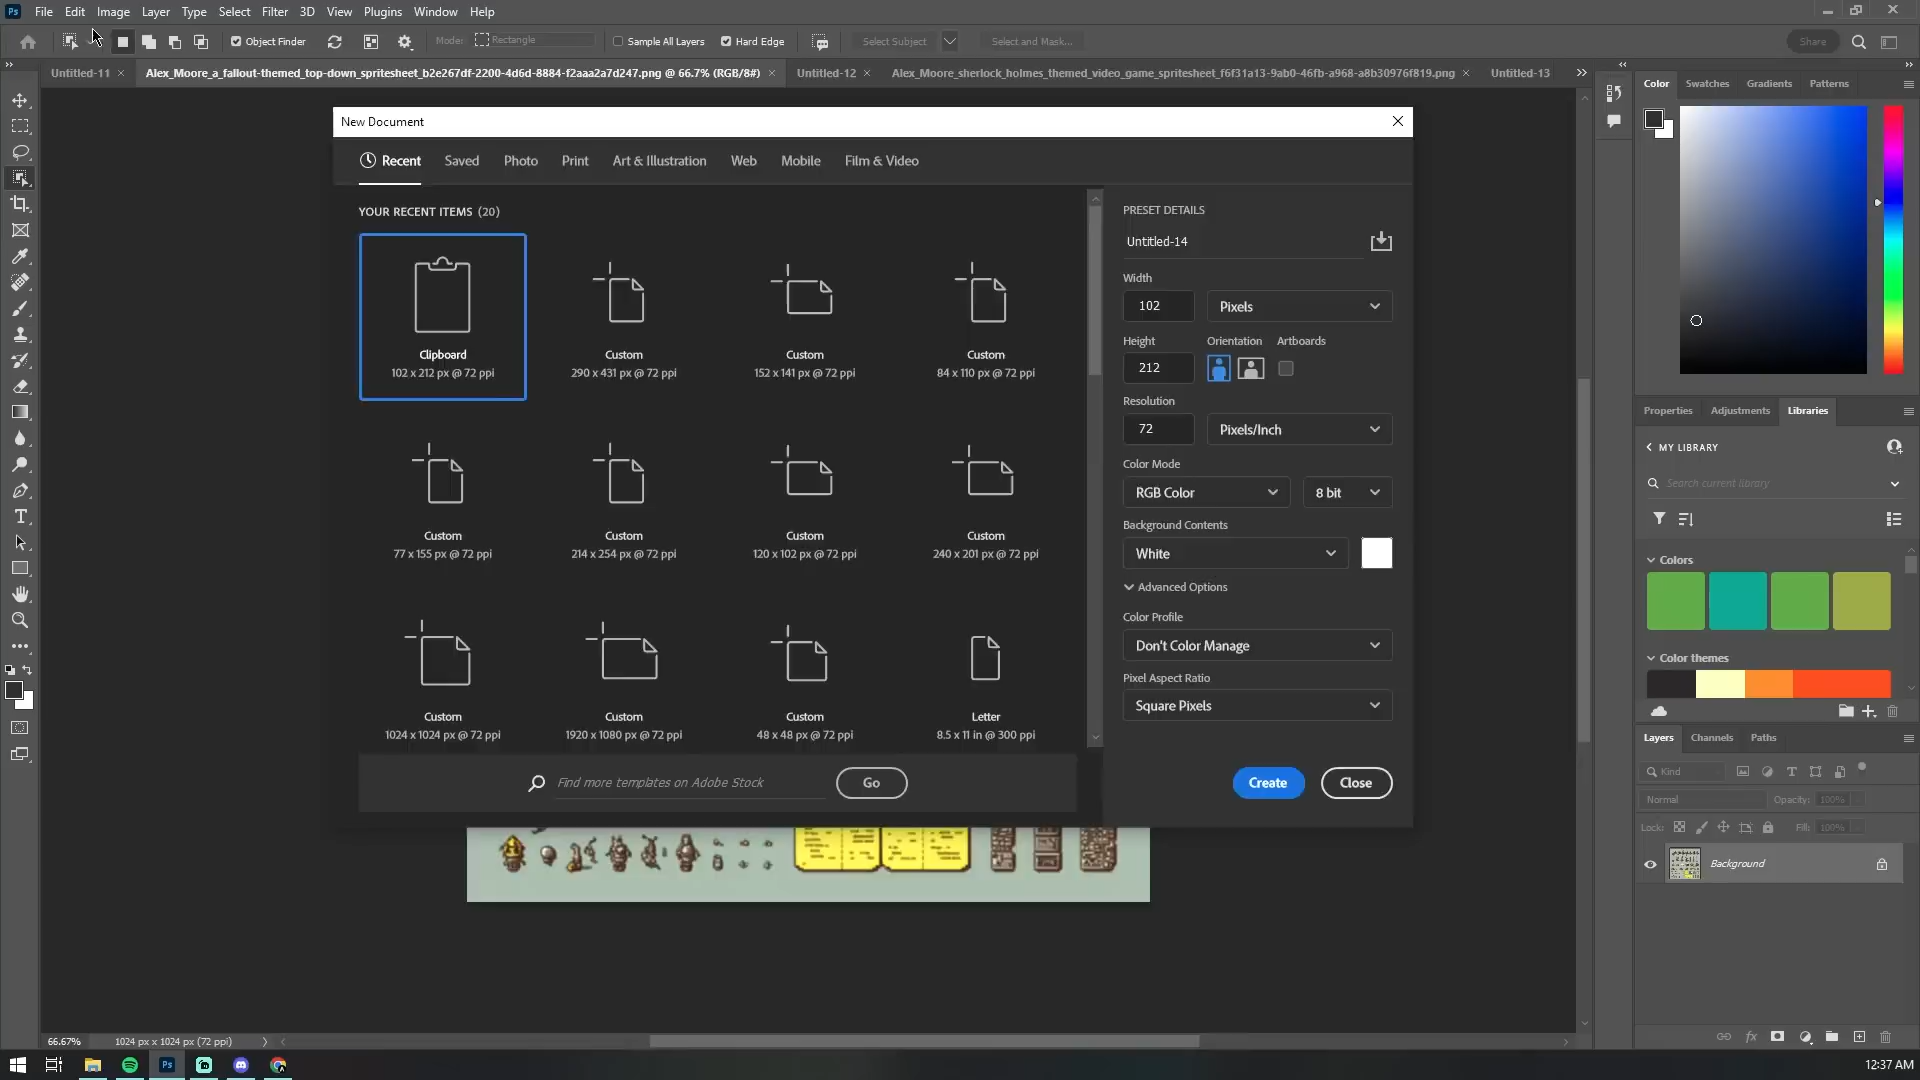 Ps File Edit Image Layer Type Select Filter 3D View Plugins Window Help
Object Finder Mode: Rectangle Sample All Layers Hard Edge Select Subject Select and Mask... Share
Untitled-11 × Alex_Moore_a_fallout-themed_top-down_spritesheet_b2e267df-2200-4d6d-8884-f2aaa2a7d247.png @ 66.7% (RGB/8#) × Untitled-12 × Alex_Moore_sherlock_holmes_themed_video_game_spritesheet_f6f31a13-9ab0-46fb-a968-a8b30976f819.png × Untitled-13
New Document
Recent Saved Photo Print Art & Illustration Web Mobile Film & Video
YOUR RECENT ITEMS (20)
Clipboard
102 x 212 px @ 72 ppi
Custom
290 x 431 px @ 72 ppi
Custom
152 x 141 px @ 72 ppi
Custom
84 x 110 px @ 72 ppi
Custom
77 x 155 px @ 72 ppi
Custom
214 x 254 px @ 72 ppi
Custom
120 x 102 px @ 72 ppi
Custom
240 x 201 px @ 72 ppi
Custom
1024 x 1024 px @ 72 ppi
Custom
1920 x 1080 px @ 72 ppi
Custom
48 x 48 px @ 72 ppi
Letter
8.5 x 11 in @ 300 ppi
Find more templates on Adobe Stock Go
PRESET DETAILS
Untitled-14
Width
102 Pixels
Height Orientation Artboards
212
Resolution
72 Pixels/Inch
Color Mode
RGB Color 8 bit
Background Contents
White
Advanced Options
Color Profile
Don't Color Manage
Pixel Aspect Ratio
Square Pixels
Create Close
Color Swatches Gradients Patterns
Properties Adjustments Libraries
MY LIBRARY
Search current library
Colors
Color themes
Layers Channels Paths
Kind
Normal Opacity: 100%
Lock: Fill: 100%
Background
66.67% 1024 px x 1024 px (72 ppi)
Ps
12:37 AM